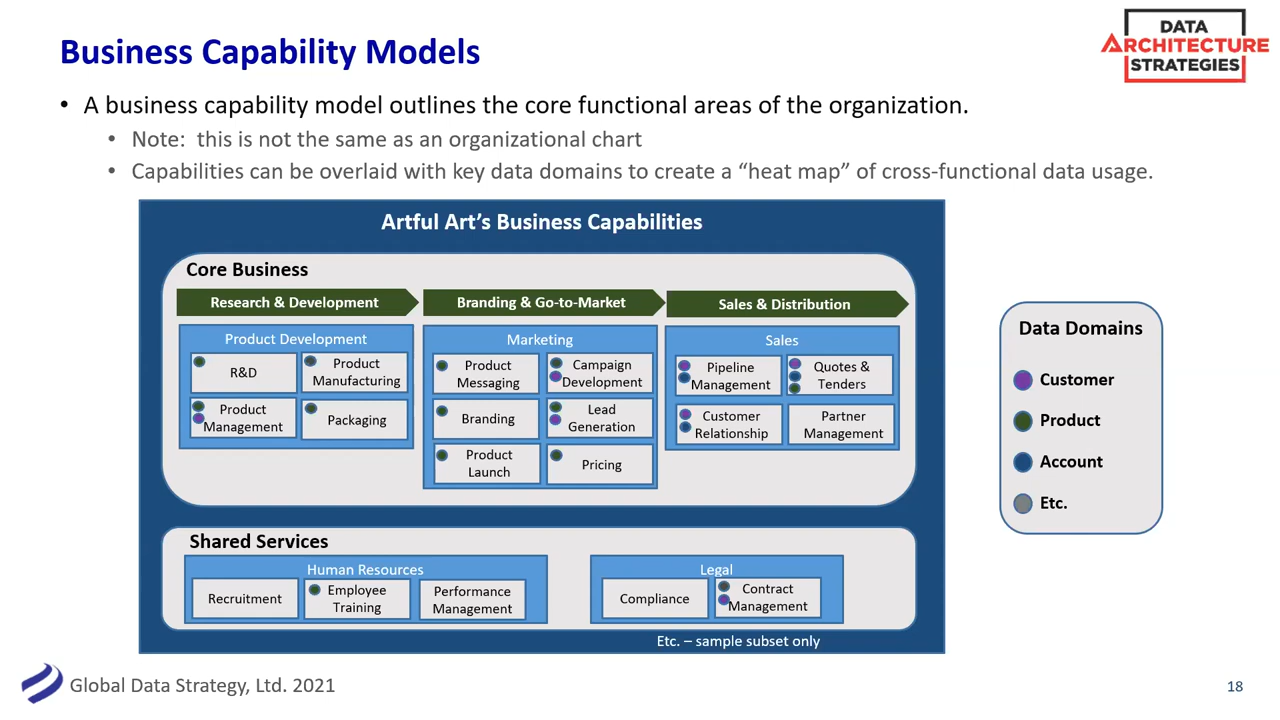 DATA
ARCHITECTURE
STRATEGIES
Business Capability Models
• A business capability model outlines the core functional areas of the organization.
• Note:  this is not the same as an organizational chart
• Capabilities can be overlaid with key data domains to create a “heat map” of cross-functional data usage.
Artful Art’s Business Capabilities
Core Business
Research & Development
Product Development
R&D
Product
Manufacturing
Product
Management
Packaging
Branding & Go-to-Market
Marketing
Product
Messaging
Campaign
Development
Branding
Lead
Generation
Product
Launch
Pricing
Sales & Distribution
Sales
Pipeline
Management
Quotes &
Tenders
Customer
Relationship
Partner
Management
Shared Services
Human Resources
Recruitment
Employee
Training
Performance
Management
Legal
Compliance
Contract
Management
Etc. – sample subset only
Data Domains
Customer
Product
Account
Etc.
Global Data Strategy, Ltd. 2021
18